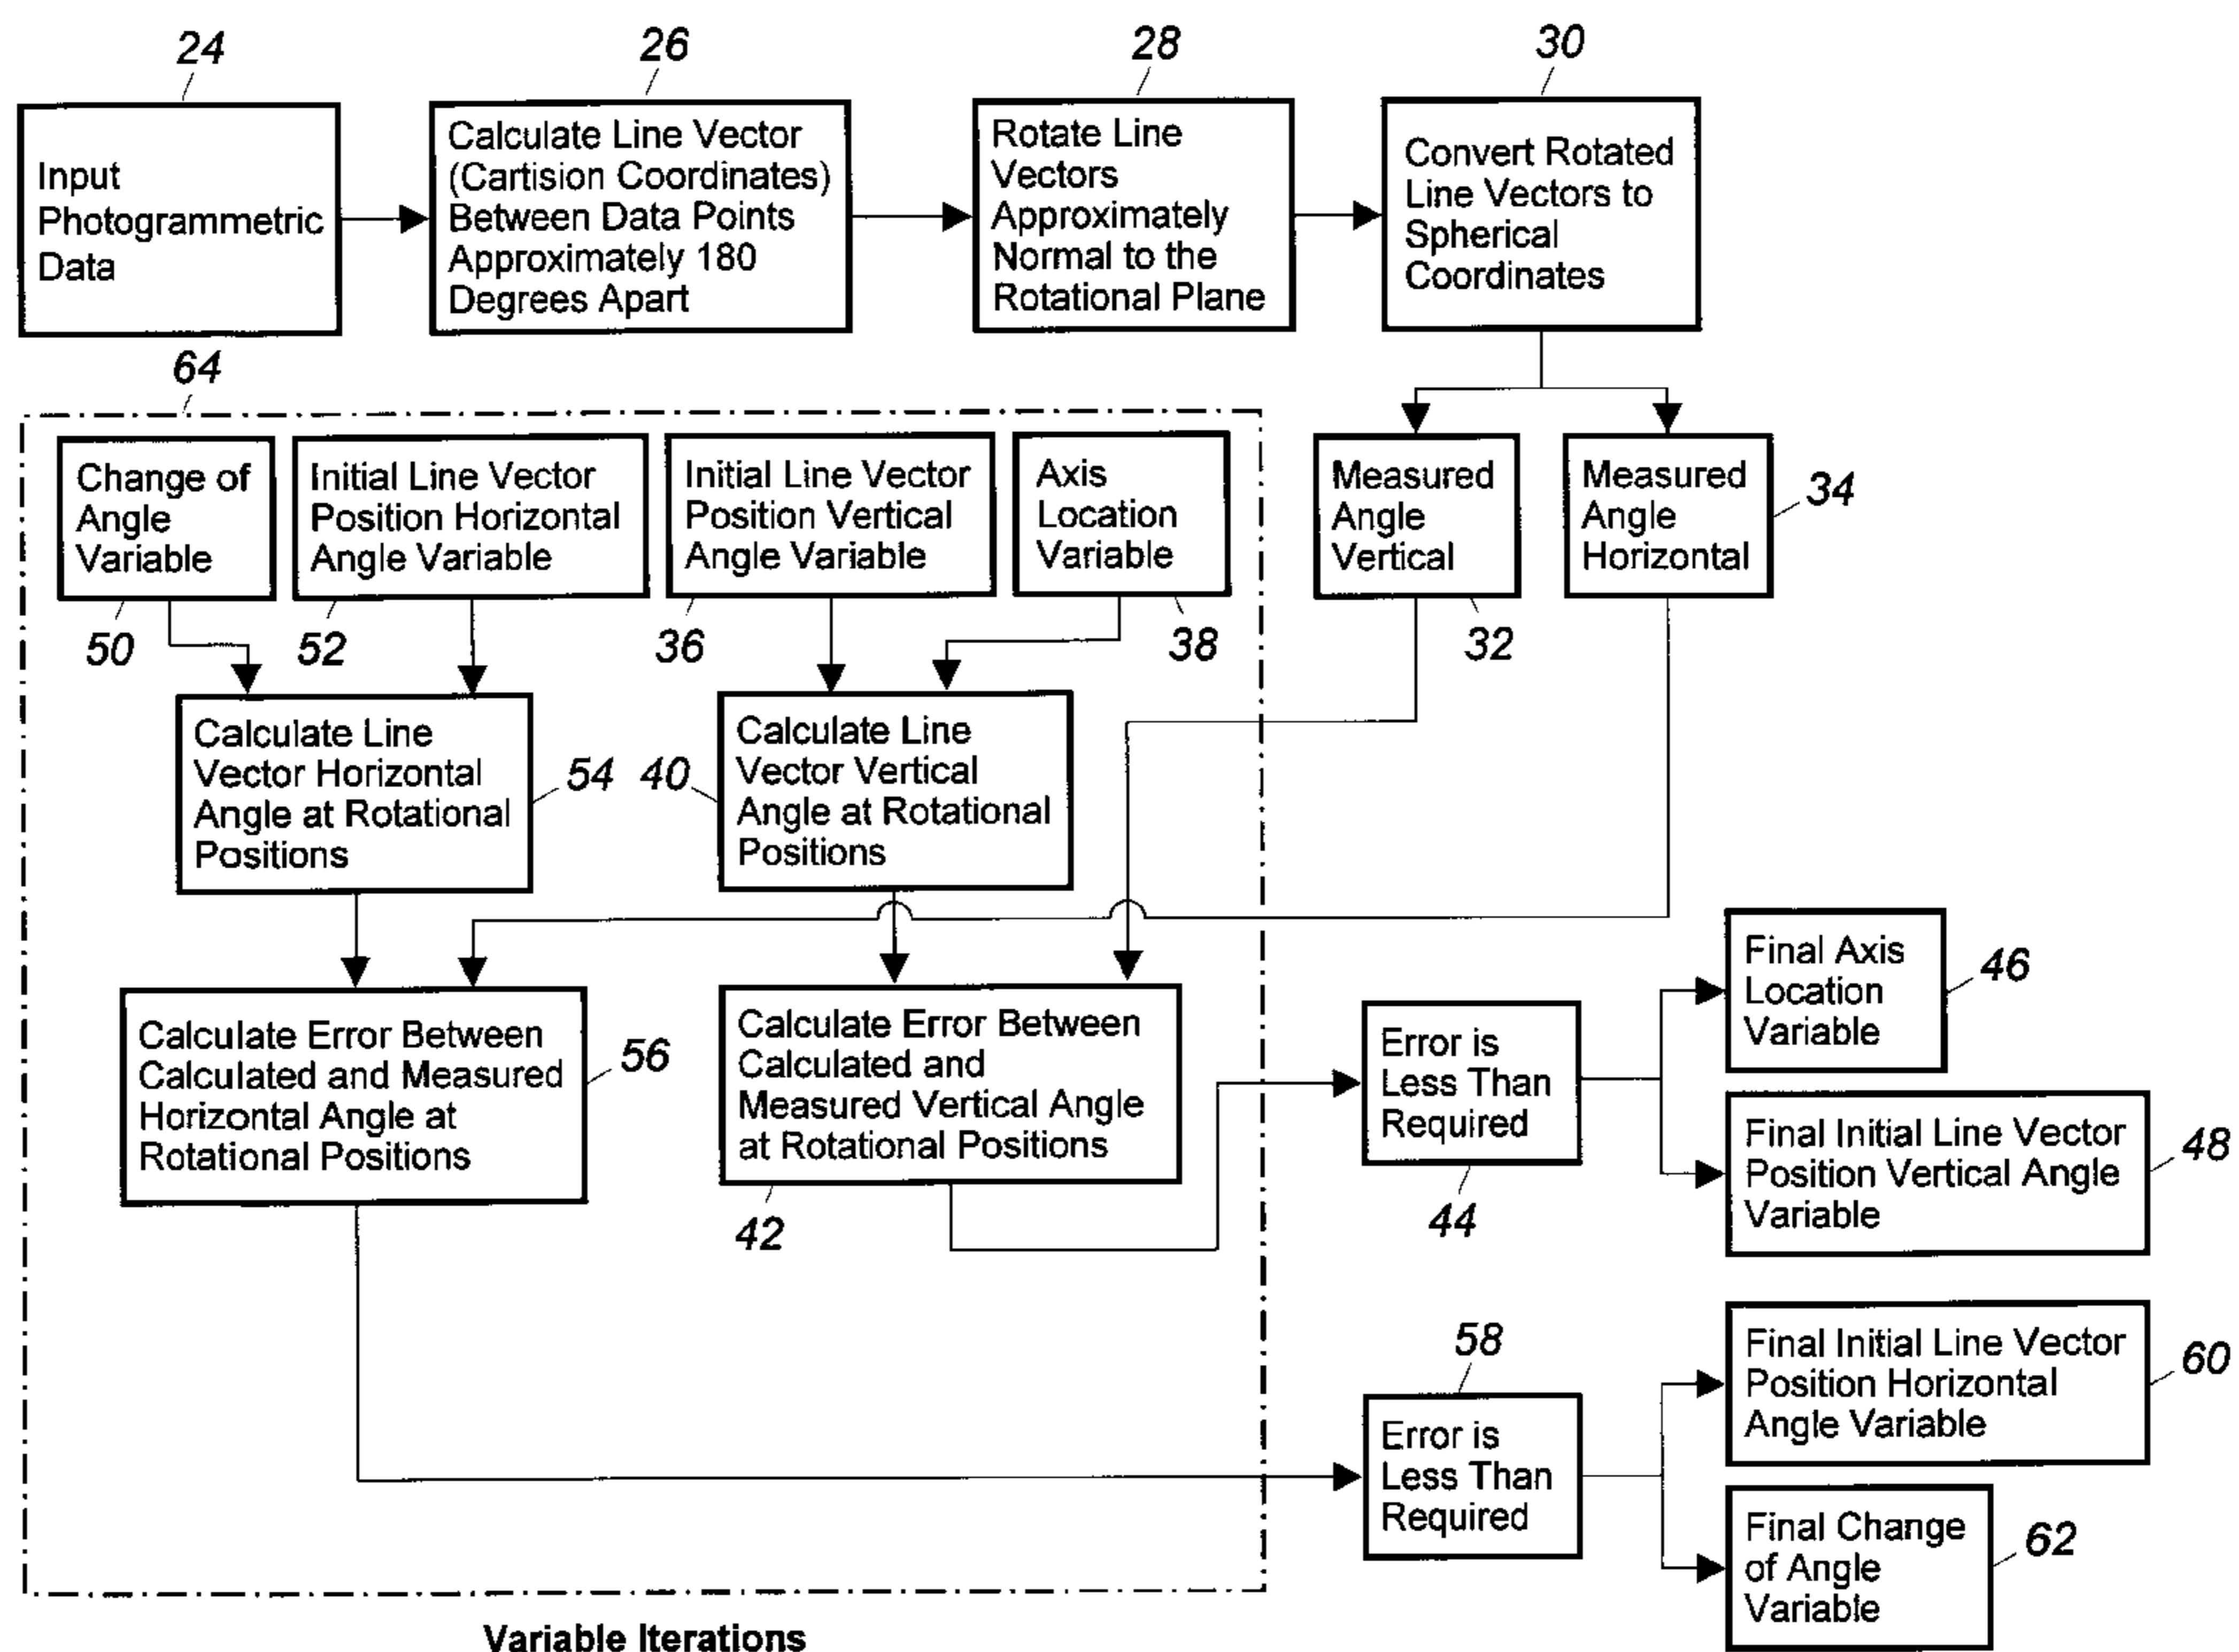 24
26
28
30
Input
Photogrammetric
Data
Calculate Line Vector
(Cartision Coordinates)
Between Data Points
Approximately 180
Degrees Apart
Rotate Line
Vectors
Approximately
Normal to the
Rotational Plane
Convert Rotated
Line Vectors to
Spherical
Coordinates
64
Change of
Angle
Variable
Initial Line Vector
Position Horizontal
Angle Variable
Initial Line Vector
Position Vertical
Angle Variable
Axis
Location
Variable
Measured
Angle
Vertical
Measured
Angle
Horizontal
34
50
52
36
38
32
Calculate Line
Vector Horizontal
Angle at Rotational
Positions
54
40
Calculate Line
Vector Vertical
Angle at Rotational
Positions
Calculate Error Between
Calculated and Measured
Horizontal Angle at
Rotational Positions
56
Calculate Error Between
Calculated and
Measured Vertical Angle
at Rotational Positions
42
Error is
Less Than
Required
44
Final Axis
Location
Variable
46
Final Initial Line Vector
Position Vertical Angle
Variable
48
58
Error is
Less Than
Required
Final Initial Line Vector
Position Horizontal
Angle Variable
60
Final Change
of Angle
Variable
62
Variable Iterations